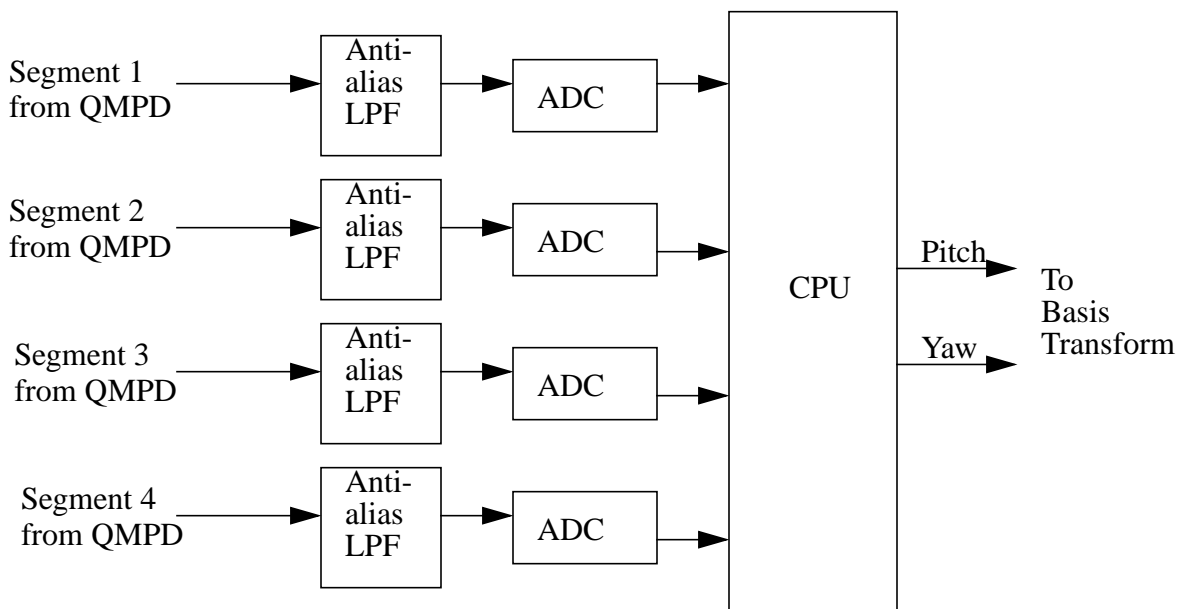 Segment 1
from QMPD
Anti-
alias
LPF
ADC
Segment 2
from QMPD
Anti-
alias
LPF
ADC
Segment 3
from QMPD
Anti-
alias
LPF
ADC
Segment 4
from QMPD
Anti-
alias
LPF
ADC
CPU
Pitch
Yaw
To
Basis
Transform